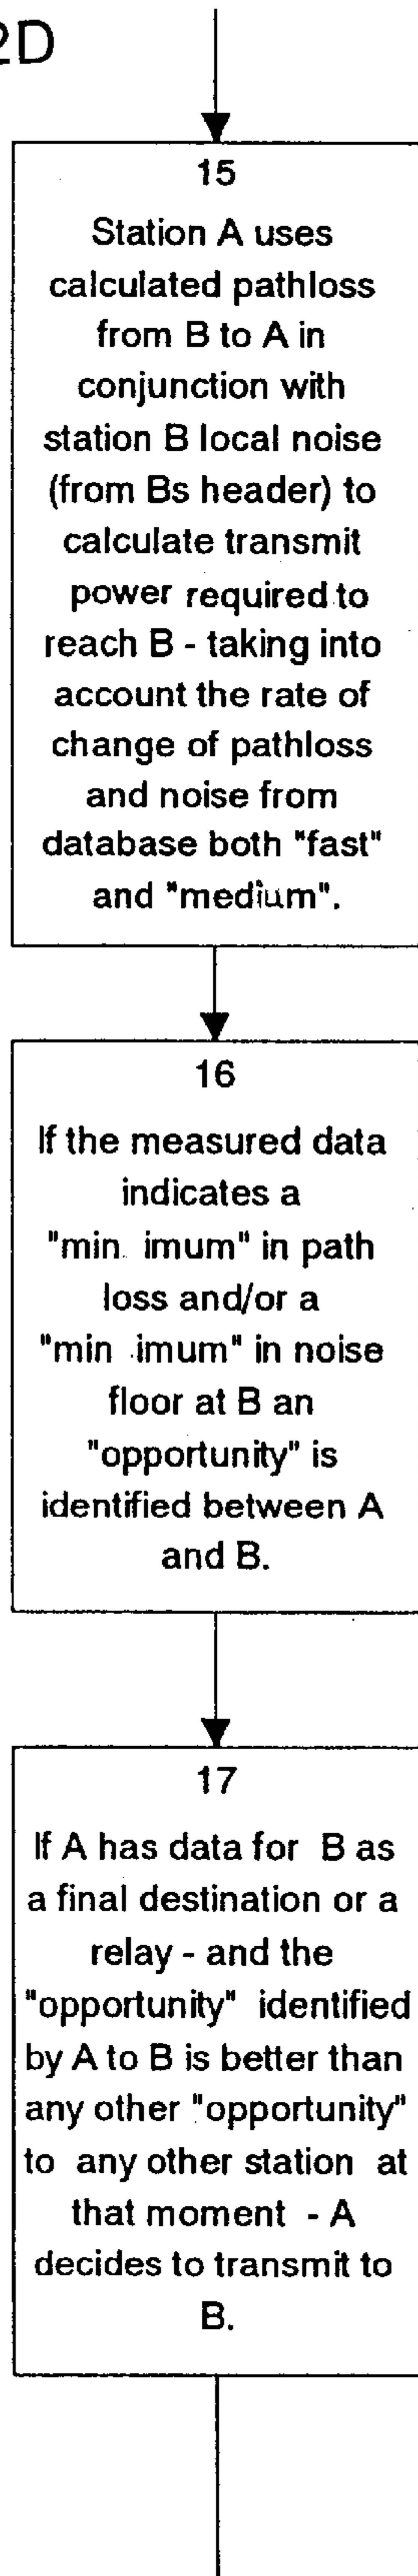 2D
15
Station A uses
calculated pathloss
from B to A in
conjunction with
station B local noise
(from Bs header) to
calculate transmit
power required to
reach B - taking into
account the rate of
change of pathloss
and noise from
database both "fast"
and "medium".
16
If the measured data
indicates a
"min. imum" in path
loss and/or a
"min .imum" in noise
floor at B an
"opportunity" is
identified between A
and B.
17
If A has data for B as
a final destination or a
relay - and the
"opportunity" identified
by A to B is better than
any other "opportunity"
to any other station at
that moment - A
decides to transmit to
B.